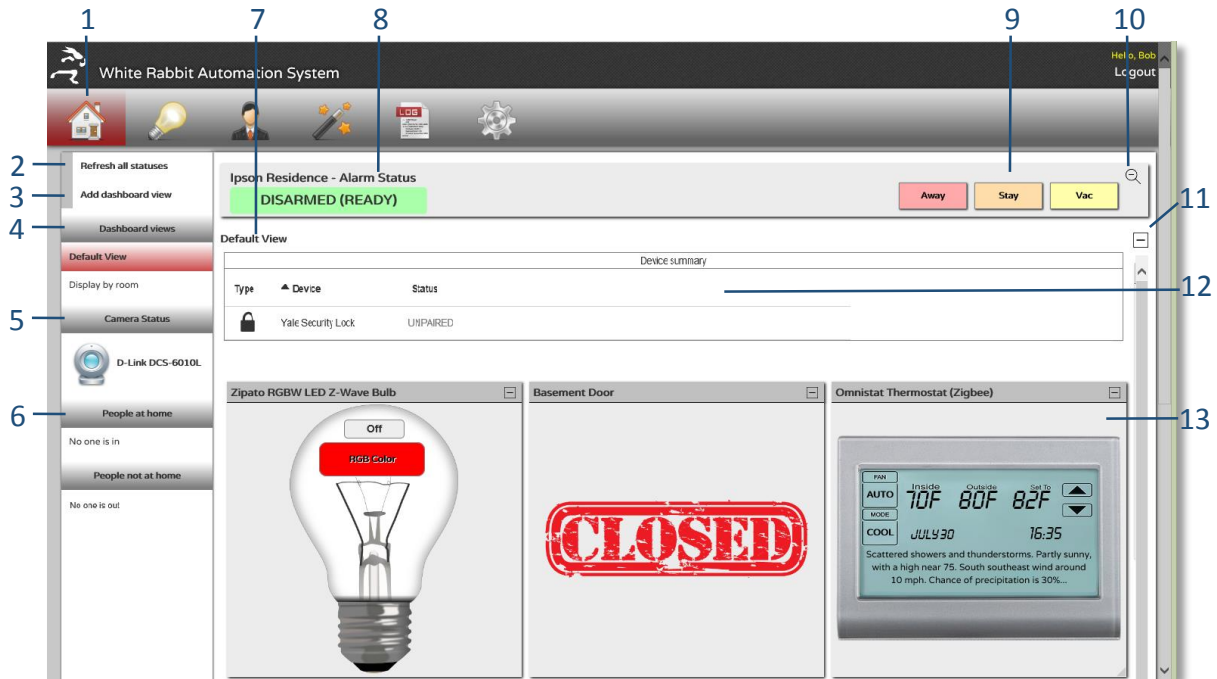 1
7
8
9
10
White Rabbit Automation System
Hello, Bob
Logout
LOG
2
Refresh all statuses
3
Add dashboard view
4
Dashboard views
Default View
Display by room
5
Camera Status
D-Link DCS-6010L
6
People at home
No one is in
People not at home
No one is out
Ipson Residence - Alarm Status
DISARMED (READY)
Away
Stay
Vac
11
Default View
Device summary
Type
Device
Status
12
Yale Security Lock
UNPAIRED
Zipato RGBW LED Z-Wave Bulb
Off
RGB Color
Basement Door
CLOSED
Omnistat Thermostat (Zigbee)
13
FAN
AUTO
MODE
COOL
Inside
70F
Outside
80F
Set To
82F
JULY30
16:35
Scattered showers and thunderstorms. Partly sunny,
with a high near 75. South southeast wind around
10 mph. Chance of precipitation is 30%...